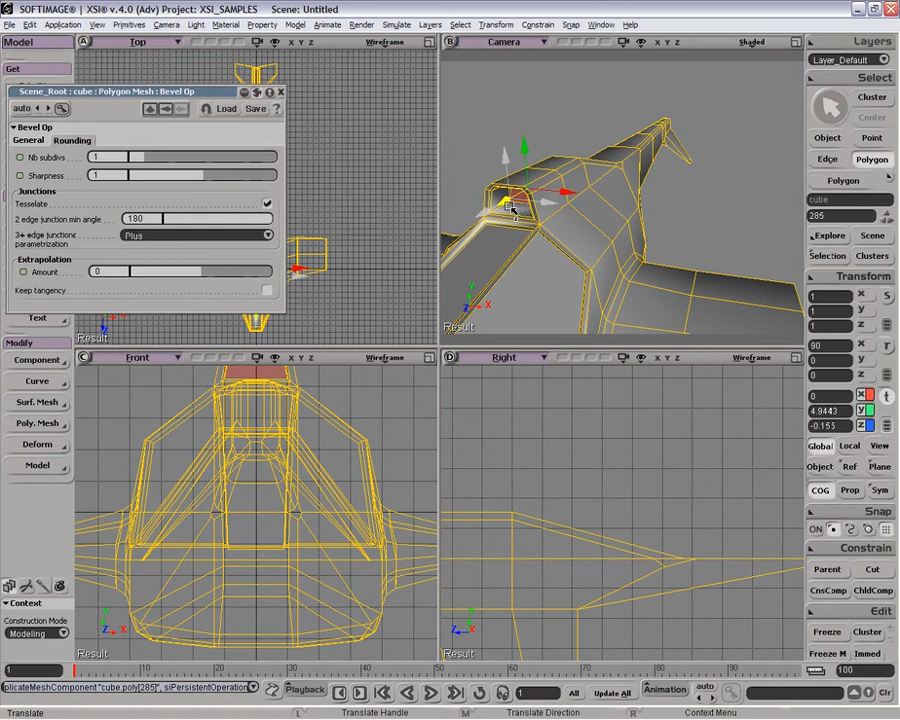 SOFTIMAGE® | XSI® v.4.0 (Adv) Project: XSI_SAMPLES    Scene: Untitled
File Edit Application View Primitives Camera Light Material Property Model Animate Render Simulate Layers Select Transform Constrain Snap Window Help
Model
Get
A Top X Y Z Wireframe
B Camera X Y Z Shaded
Scene_Root : cube : Polygon Mesh : Bevel Op
auto Load Save
Bevel Op
General Rounding
Nb subdivs 1
Sharpness 1
Junctions
Tesselate
2 edge junction min angle 180
3+ edge junctions Plus
parametrization
Extrapolation
Amount 0
Keep tangency
Text
Result
Result
Modify
Component
Curve
Surf. Mesh
Poly. Mesh
Deform
Model
Context
Construction Mode
Modeling
C Front X Y Z Wireframe
D Right X Y Z Wireframe
Result
Result
Layers
Layer_Default
Select
Cluster
Center
Object Point
Edge Polygon
Polygon
cube
285
Explore Scene
Selection Clusters
Transform
1 x s
1 y
1 z
90 x r
0 y
0 z
0 x t
4.9443 y
-0.155 z
Global Local View
Object Ref Plane
COG Prop Sym
Snap
ON
Constrain
Parent Cut
CnsComp ChldComp
Edit
Freeze Cluster
Freeze M Immed
1 10 20 30 40 50 60 70 80 90 100
plicateMeshComponent "cube.poly[285]", siPersistentOperation
Playback 1 All Update All Animation auto All Clr
Translate L Translate Handle M Translate Direction R Context Menu